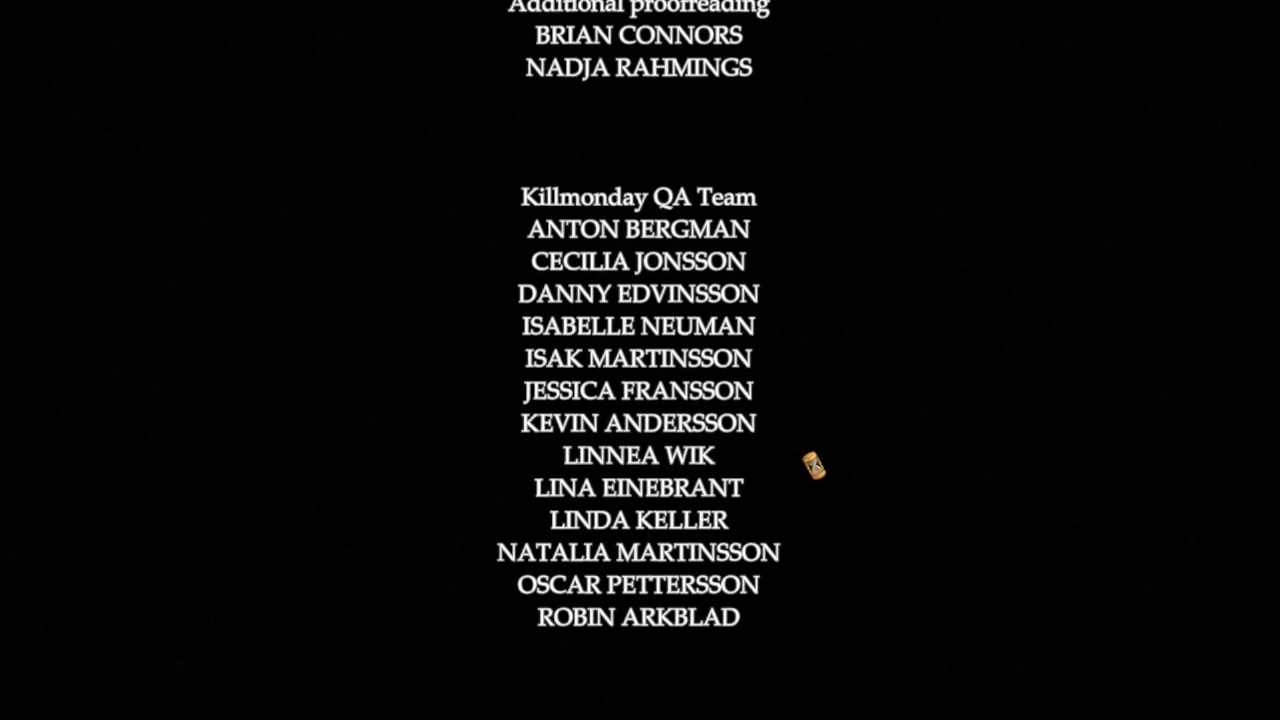 Additional proofreading
BRIAN CONNORS
NADJA RAHMINGS
Killmonday QA Team
ANTON BERGMAN
CECILIA JONSSON
DANNY EDVINSSON
ISABELLE NEUMAN
ISAK MARTINSSON
JESSICA FRANSSON
KEVIN ANDERSSON
LINNEA WIK
LINA EINEBRANT
LINDA KELLER
NATALIA MARTINSSON
OSCAR PETTERSSON
ROBIN ARKBLAD